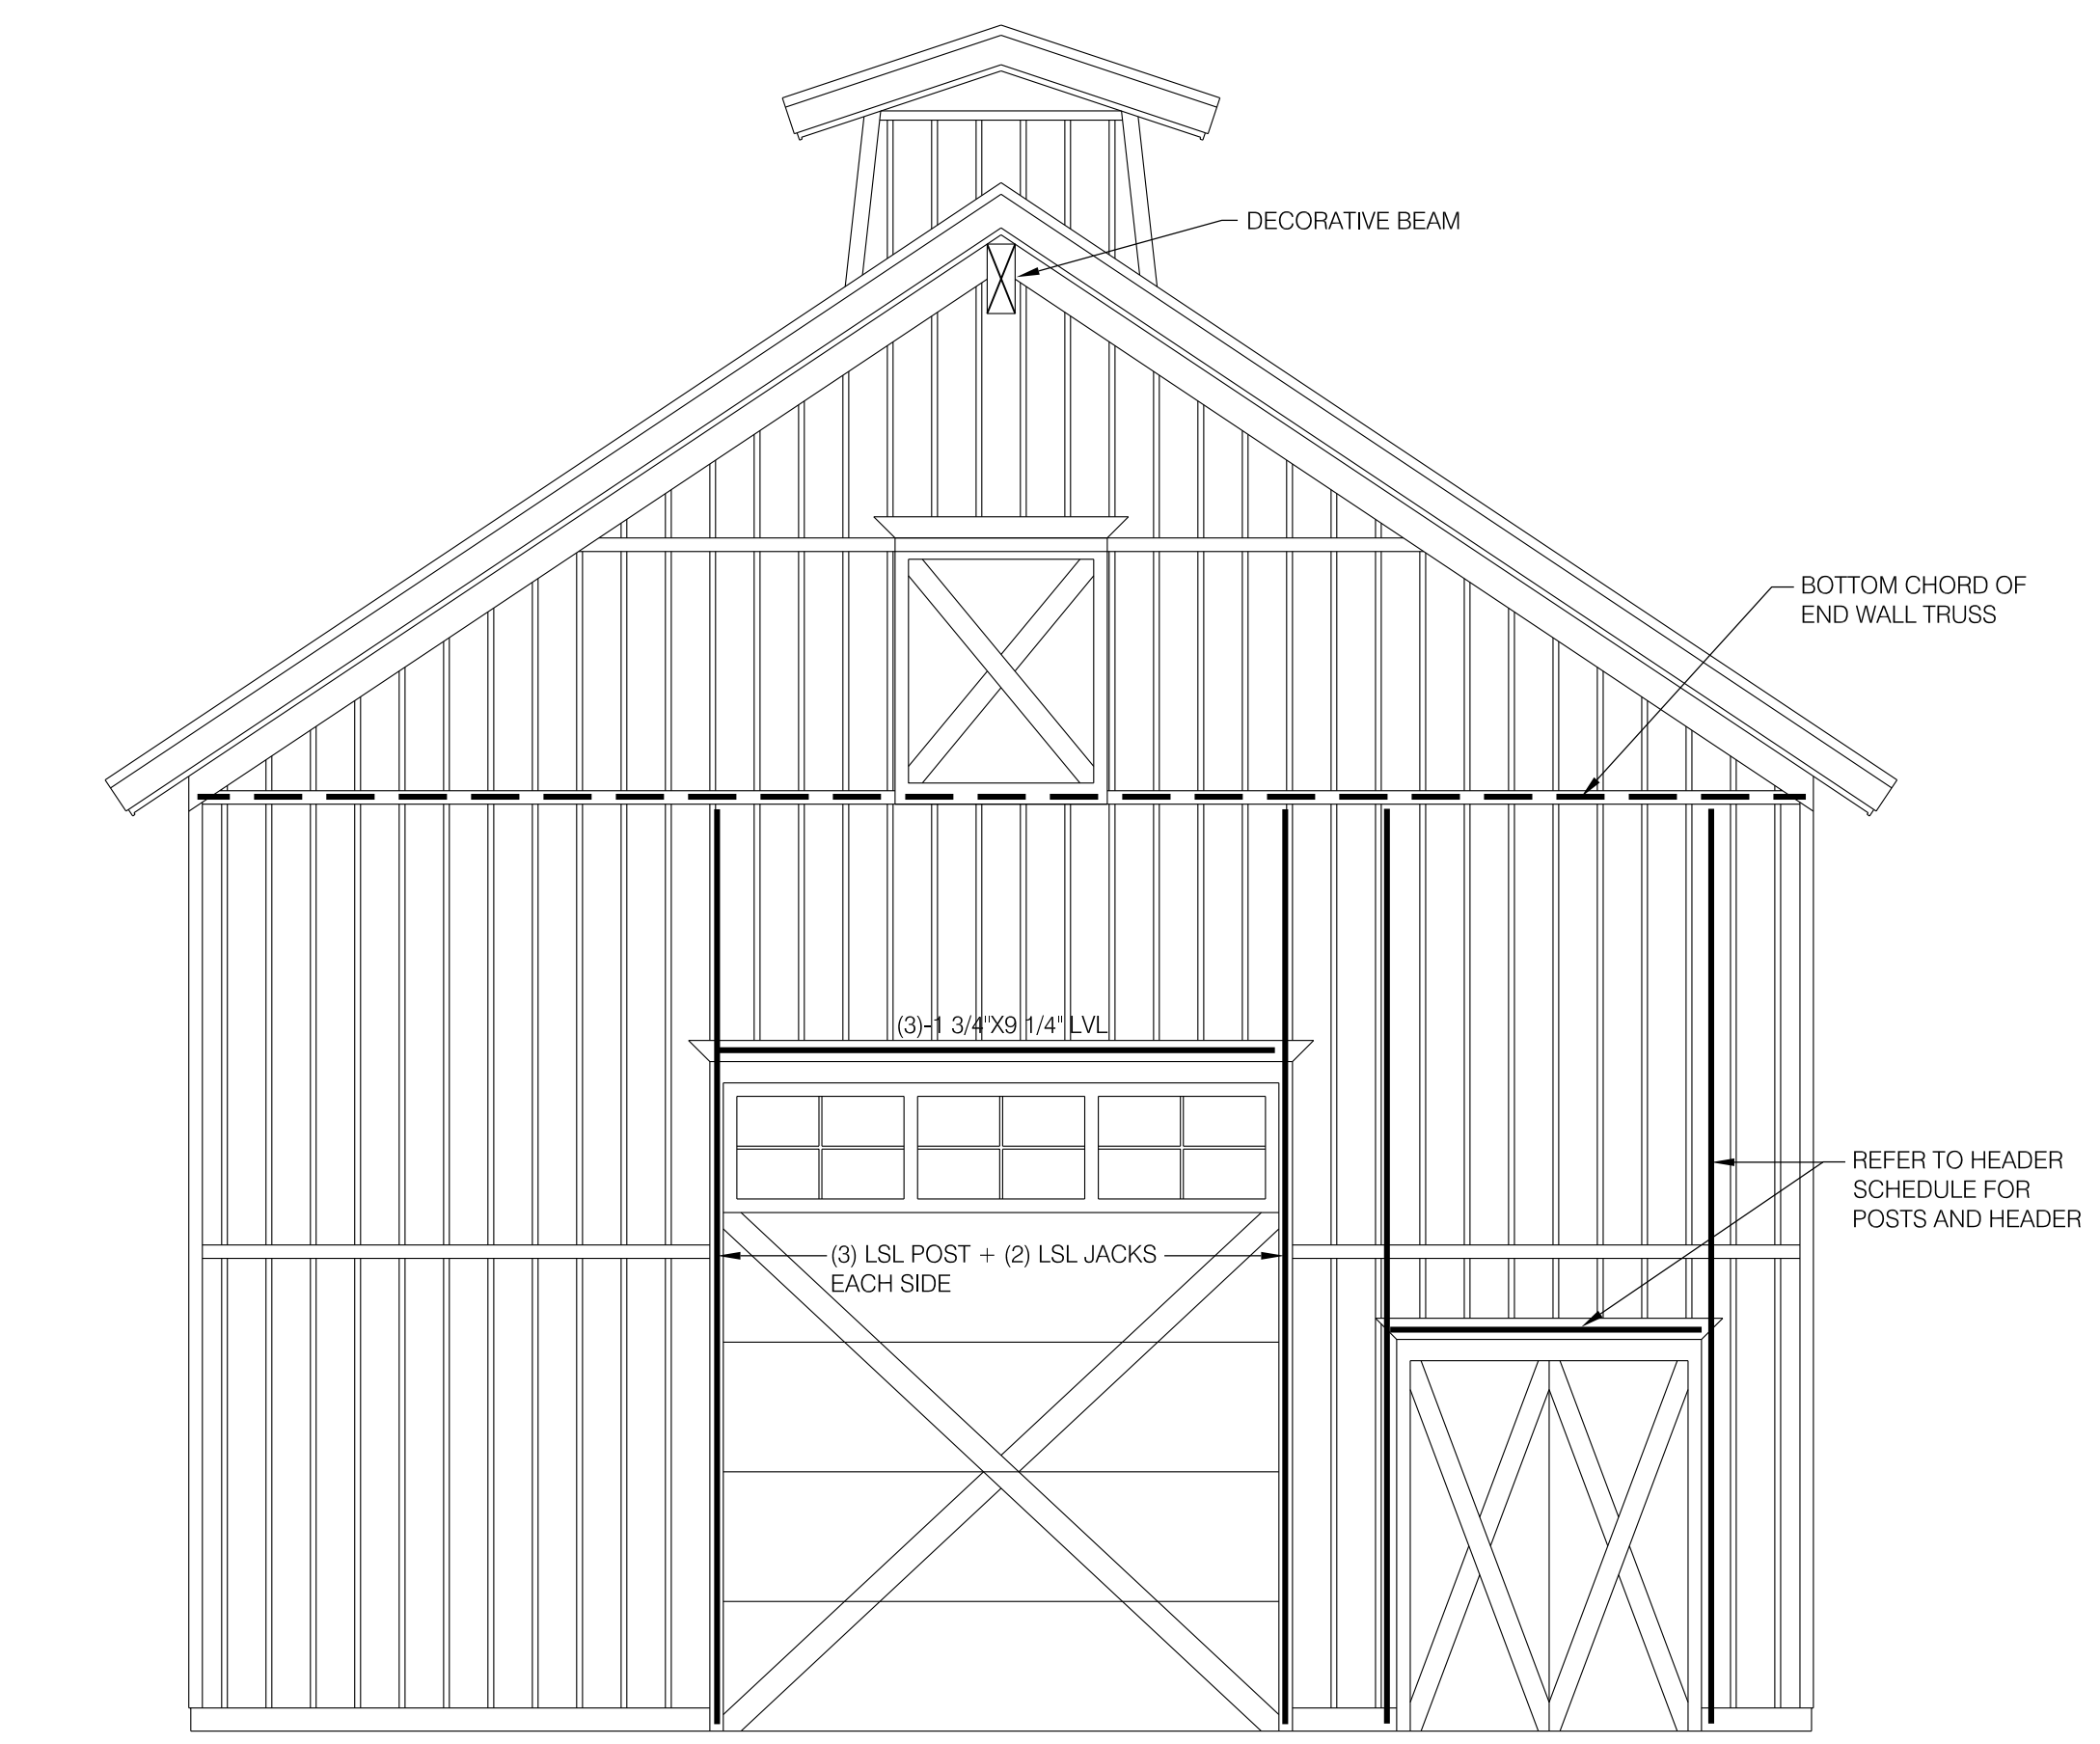 DECORATIVE BEAM
BOTTOM CHORD OF
END WALL TRUSS
(3)-1 3/4"X9 1/4" LVL
REFER TO HEADER
SCHEDULE FOR
POSTS AND HEADER
(3) LSL POST + (2) LSL JACKS
EACH SIDE